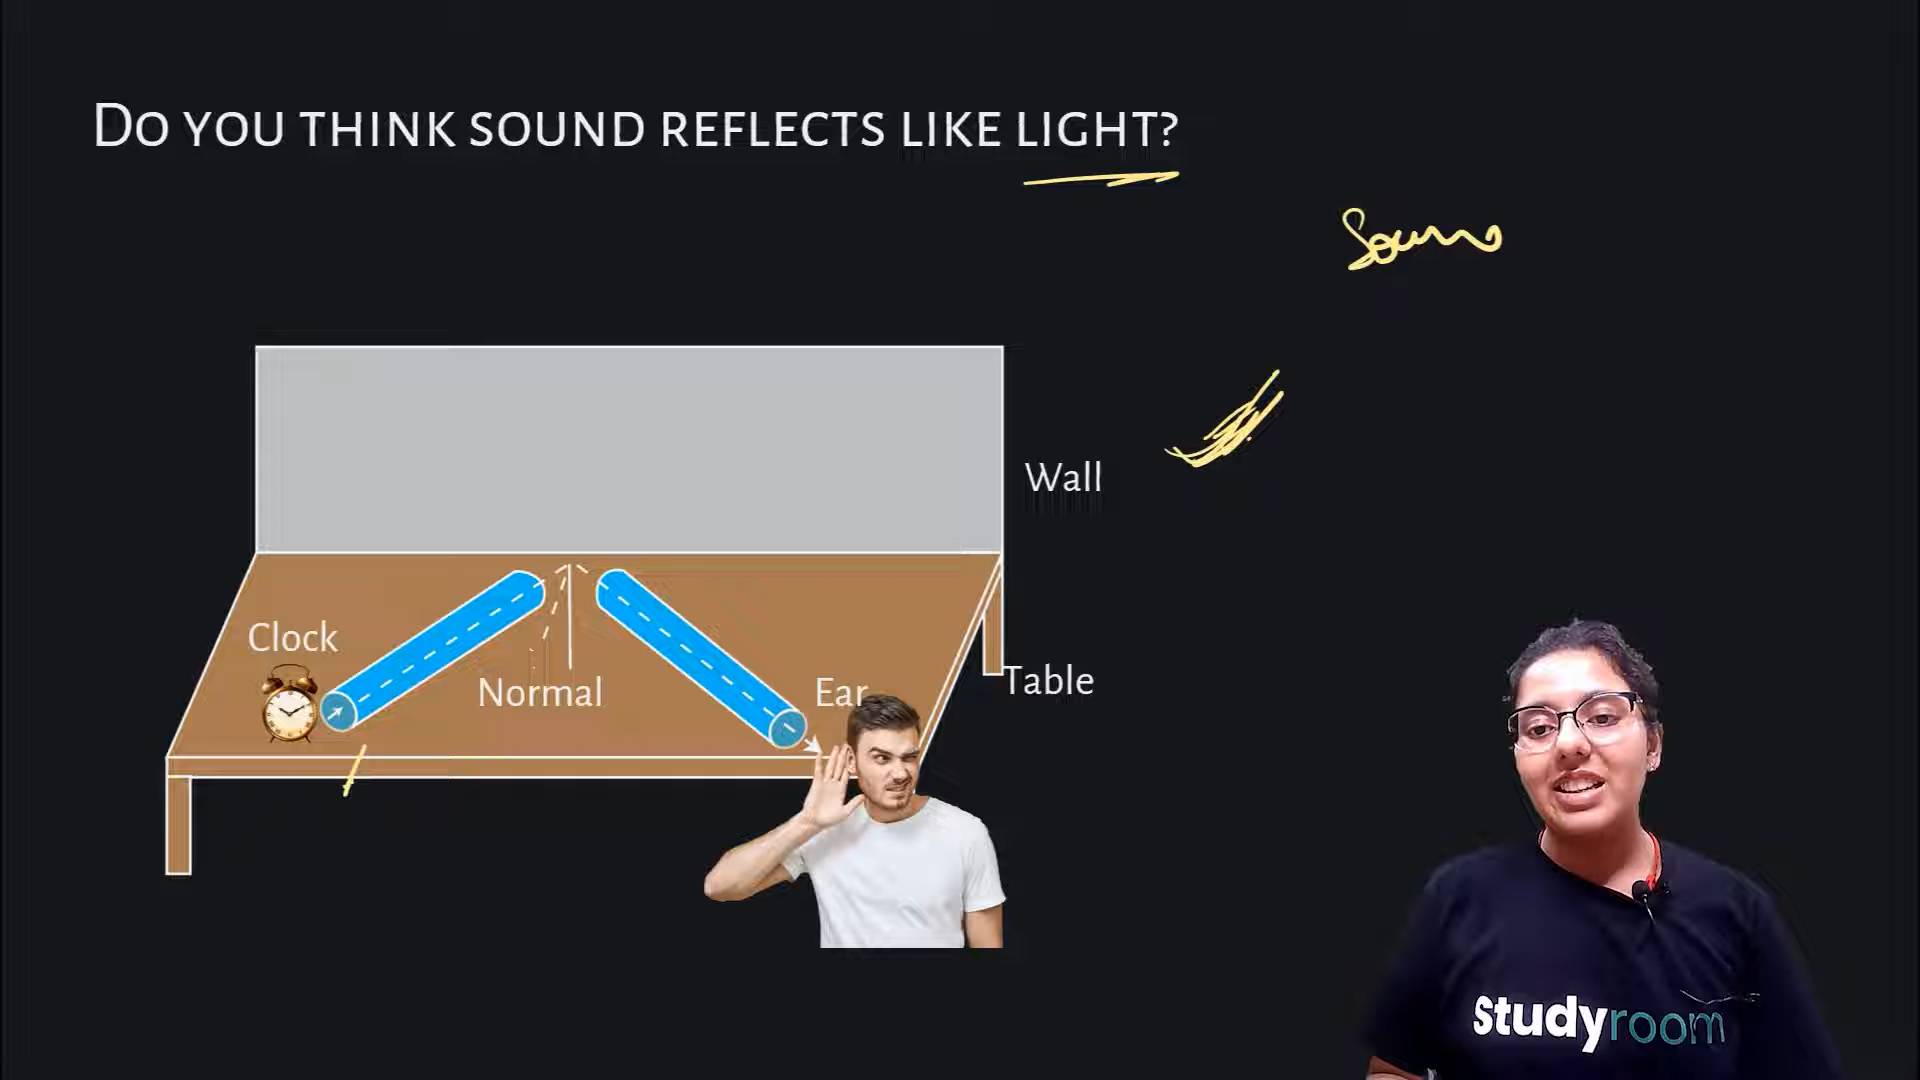 DO YOU THINK SOUND REFLECTS LIKE LIGHT?
Wall
Clock
Normal
Ear
Table
Studyroom